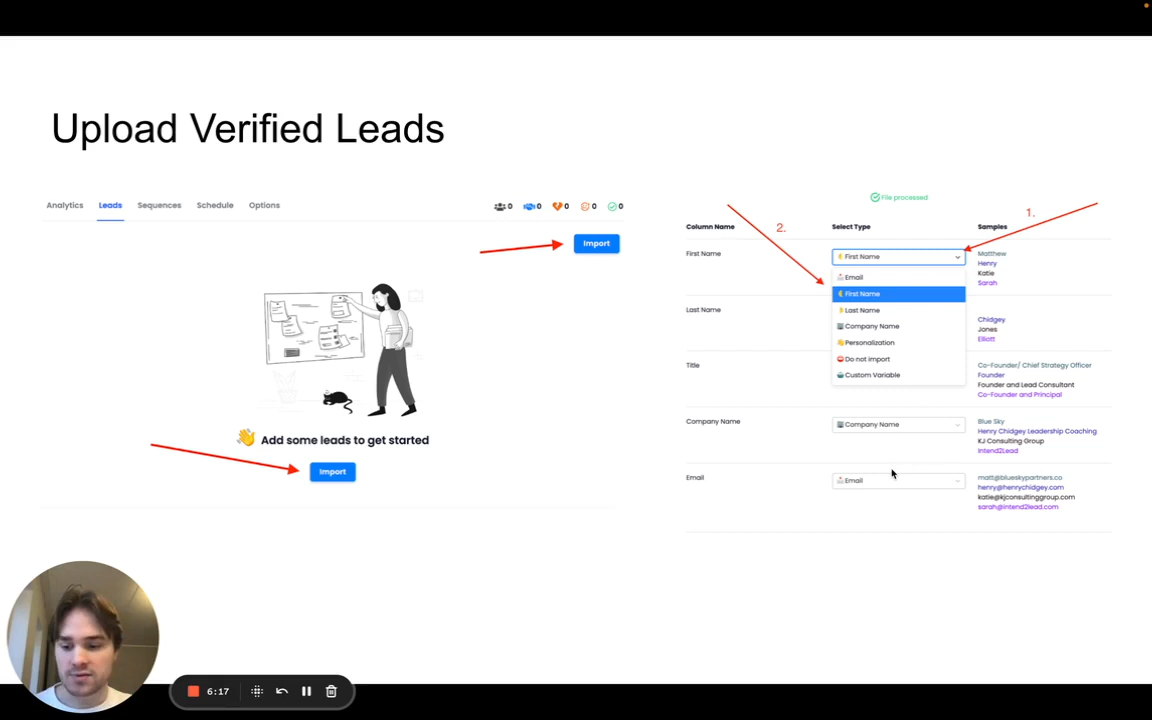 Upload Verified Leads
Analytics Leads Sequences Schedule Options
0 0 0 0 0
Import
Add some leads to get started
Import
File processed
1.
2.
Column Name Select Type Samples
First Name First Name Matthew
Henry
Katie
Sarah
Email
First Name
Last Name
Company Name
Personalization
Do not import
Custom Variable
Last Name Chidgey
Jones
Elliott
Title Co-Founder/ Chief Strategy Officer
Founder
Founder and Lead Consultant
Co-Founder and Principal
Company Name Company Name Blue Sky
Henry Chidgey Leadership Coaching
KJ Consulting Group
Intend2Lead
Email Email matt@blueskypartners.co
henry@henrychidgey.com
katie@kjconsultinggroup.com
sarah@intend2lead.com
6:17